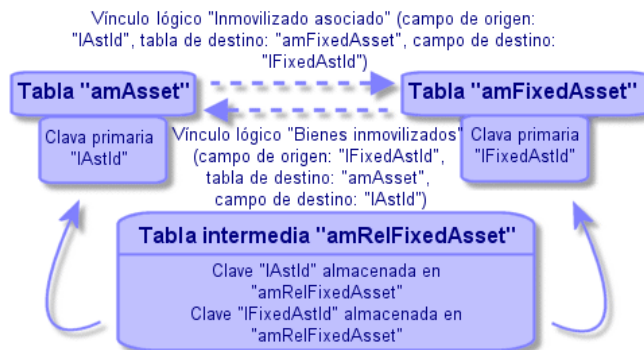 Vínculo lógico "Inmovilizado asociado" (campo de origen:
"lAstId", tabla de destino: "amFixedAsset", campo de destino:
"lFixedAstId")
Tabla "amAsset"
Tabla "amFixedAsset"
Clava primaria
"lAstId"
Vínculo lógico "Bienes inmovilizados"
(campo de origen: "lFixedAstId",
tabla de destino: "amAsset",
campo de destino: "lAstId")
Clava primaria
"lFixedAstId"
Tabla intermedia "amRelFixedAsset"
Clave "lAstId" almacenada en
"amRelFixedAsset"
Clave "lFixedAstId" almacenada en
"amRelFixedAsset"